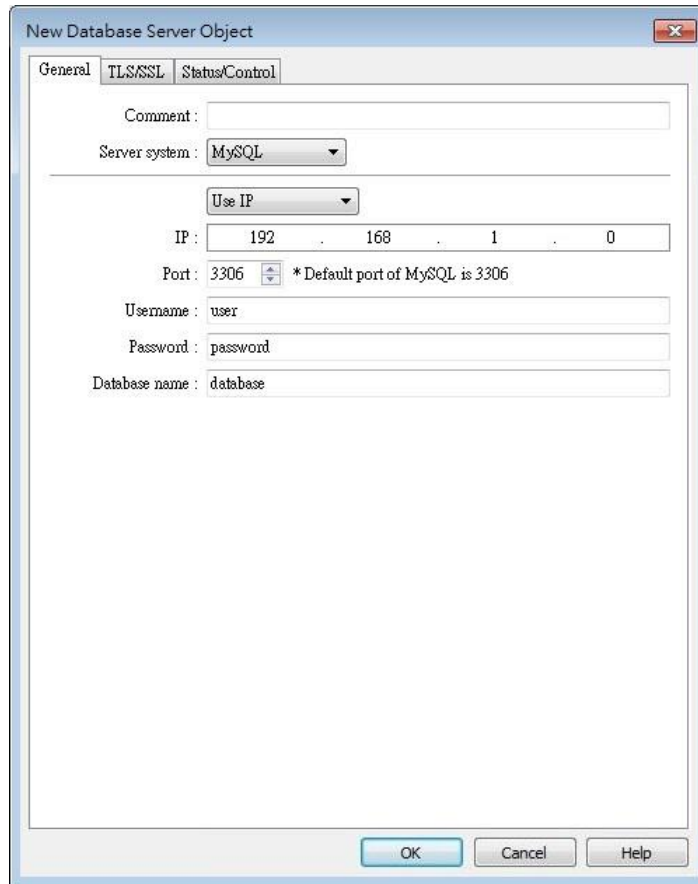 New Database Server Object
General TLS/SSL Status/Control
Comment :
Server system : MySQL
Use IP
IP : 192 . 168 . 1 . 0
Port : 3306 * Default port of MySQL is 3306
Username : user
Password : password
Database name : database
OK Cancel Help